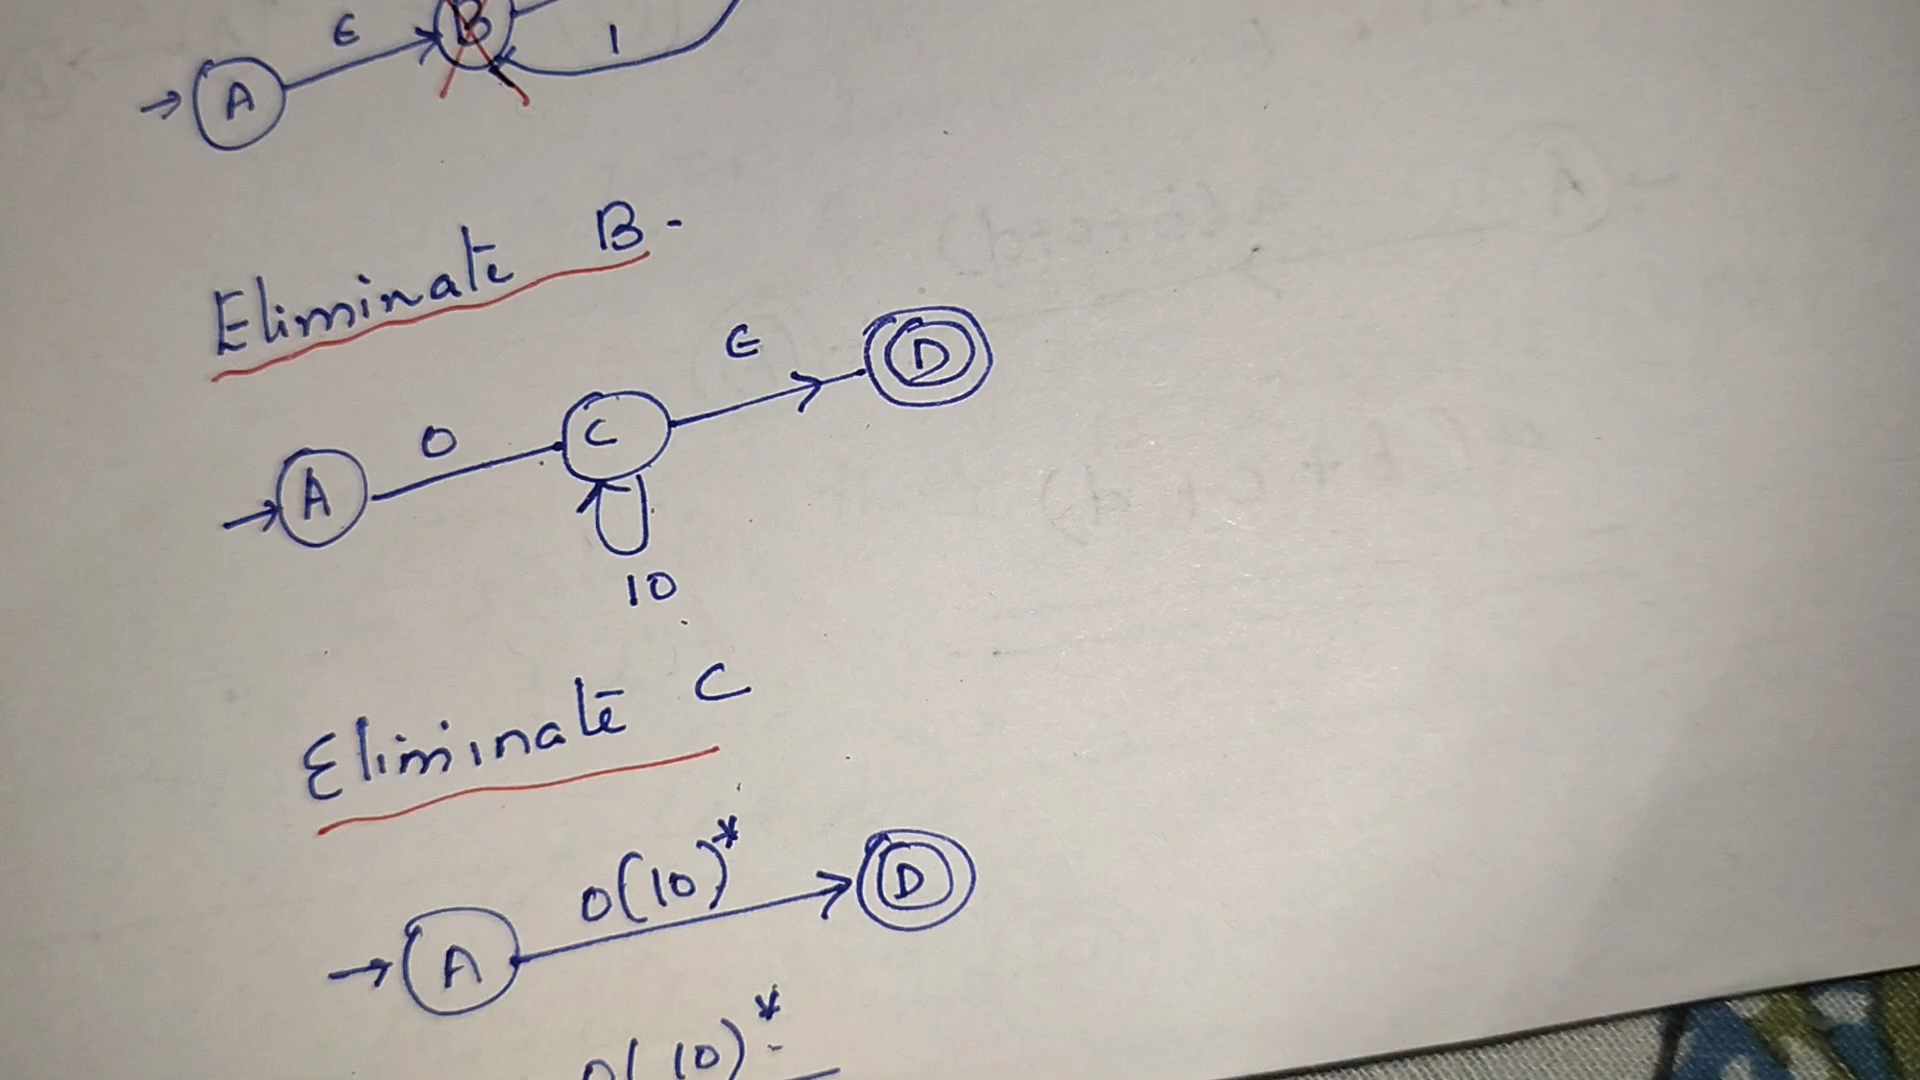 → A ε B 1
Eliminate B.
→ A 0 C ε D
10
Eliminate C
0(10)*
→ A D
0(10)*